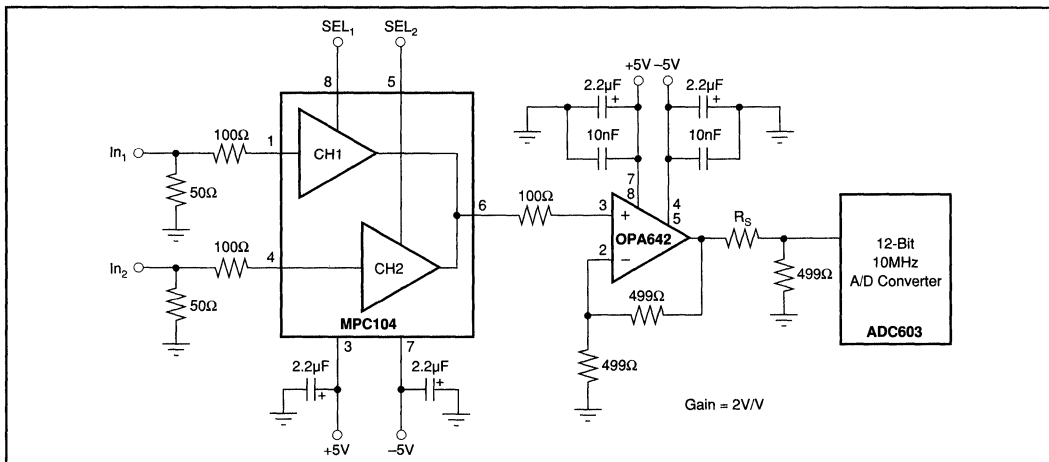 SEL1 SEL2
8 5
+5V –5V
2.2µF 2.2µF
10nF 10nF
In1
100Ω
1
CH1
50Ω
7
8
4
5
6
100Ω
3
+
OPA642
2
–
RS
12-Bit
10MHz
A/D Converter
ADC603
499Ω
In2
100Ω
4
CH2
50Ω
MPC104
499Ω
499Ω
Gain = 2V/V
3 7
2.2µF 2.2µF
+ +
+5V –5V